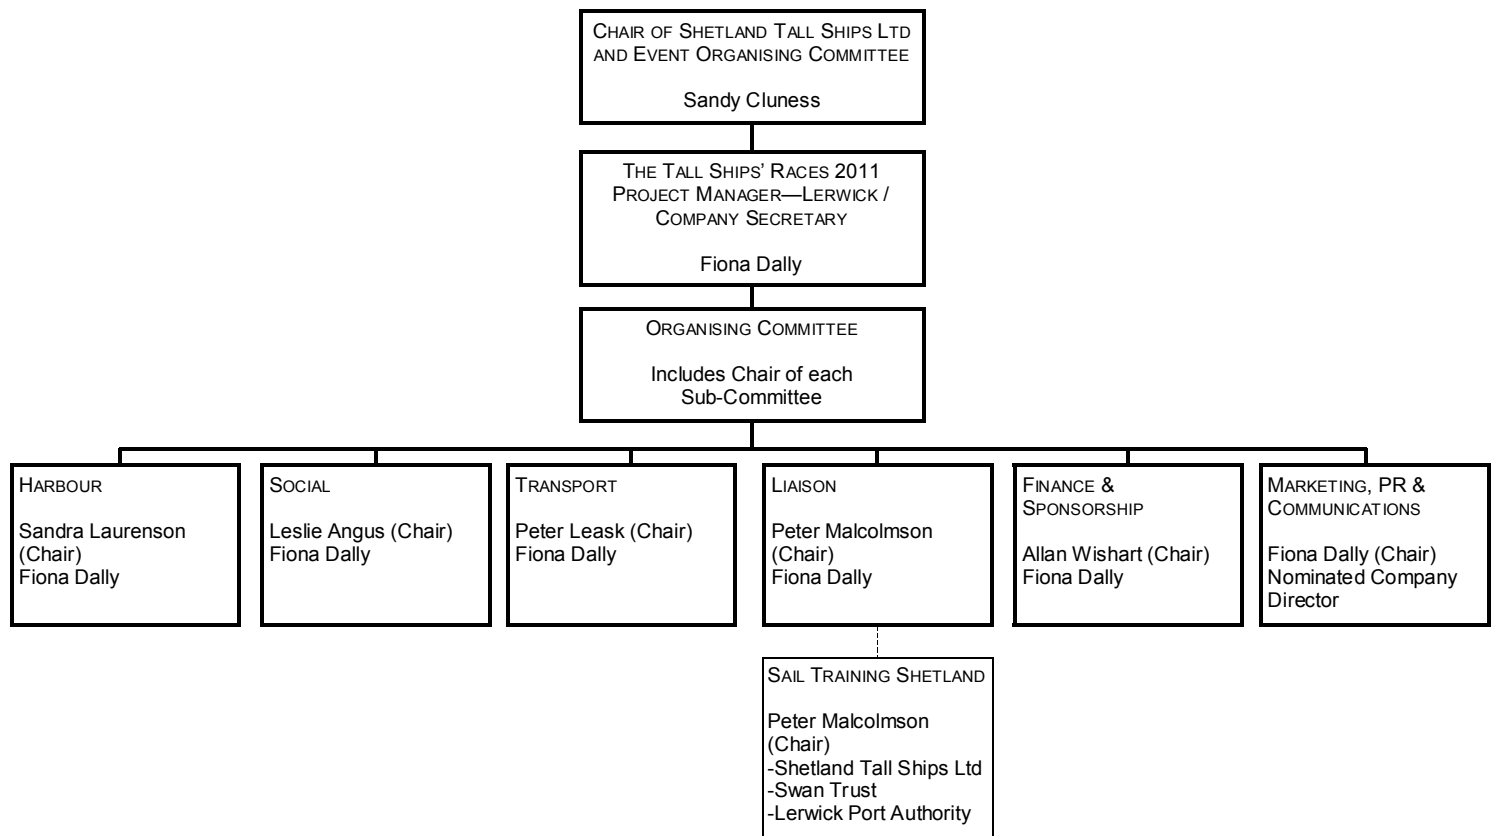 CHAIR OF SHETLAND TALL SHIPS LTD
AND EVENT ORGANISING COMMITTEE
Sandy Cluness
THE TALL SHIPS’ RACES 2011
PROJECT MANAGER—LERWICK /
COMPANY SECRETARY
Fiona Dally
ORGANISING COMMITTEE
Includes Chair of each
Sub-Committee
HARBOUR
Sandra Laurenson
(Chair)
Fiona Dally
SOCIAL
Leslie Angus (Chair)
Fiona Dally
TRANSPORT
Peter Leask (Chair)
Fiona Dally
LIAISON
Peter Malcolmson
(Chair)
Fiona Dally
FINANCE &
SPONSORSHIP
Allan Wishart (Chair)
Fiona Dally
MARKETING, PR &
COMMUNICATIONS
Fiona Dally (Chair)
Nominated Company
Director
SAIL TRAINING SHETLAND
Peter Malcolmson
(Chair)
-Shetland Tall Ships Ltd
-Swan Trust
-Lerwick Port Authority